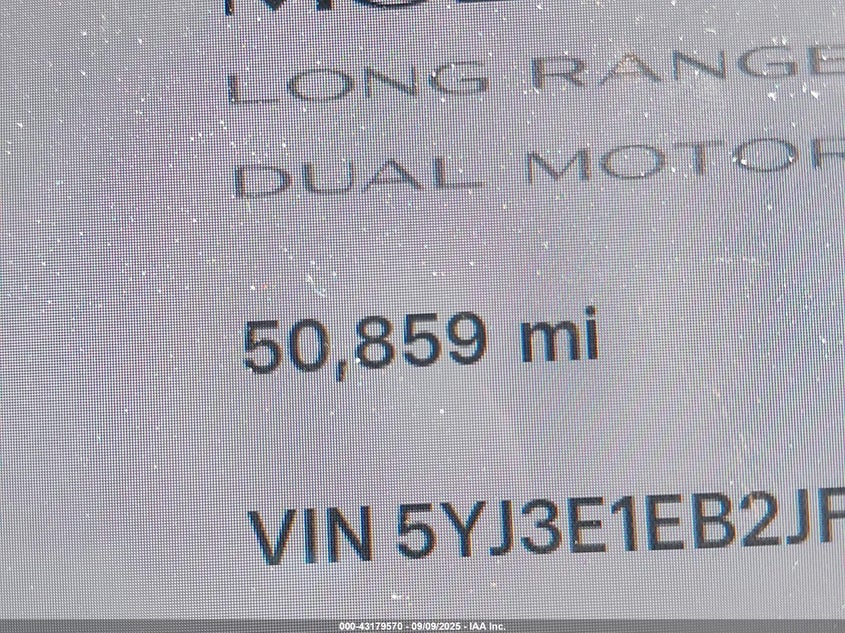 LONG RANGE
DUAL MOTOR
50,859 mi
VIN 5YJ3E1EB2JF
000-43179570 - 09/09/2025 - IAA Inc.